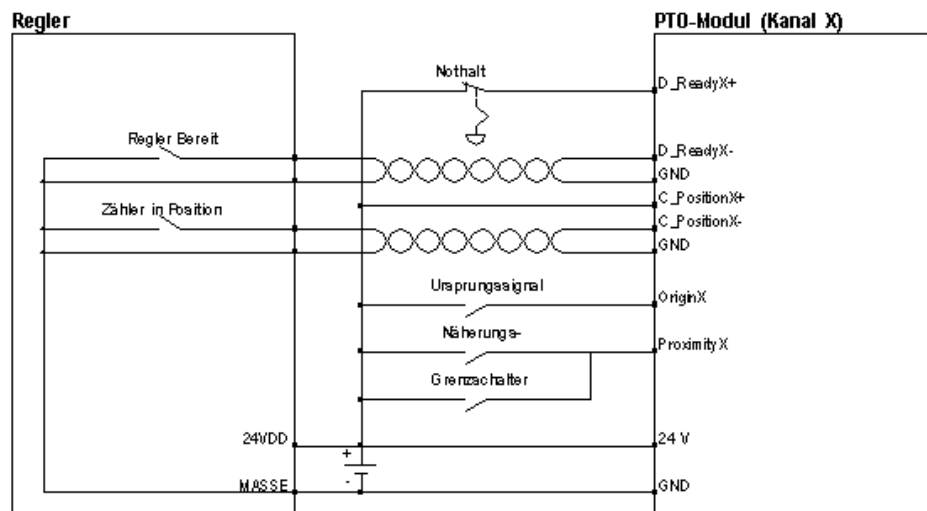 Regler
PTO-Modul (Kanal X)
Nothalt
D_ReadyX+
Regler Bereit
D_ReadyX-
GND
C_PositionX+
Zähler in Position
C_PositionX-
GND
Ursprungssignal
OriginX
Näherungs-
ProximityX
Grenzschalter
24VDD
24 V
+
-
MASSE
GND